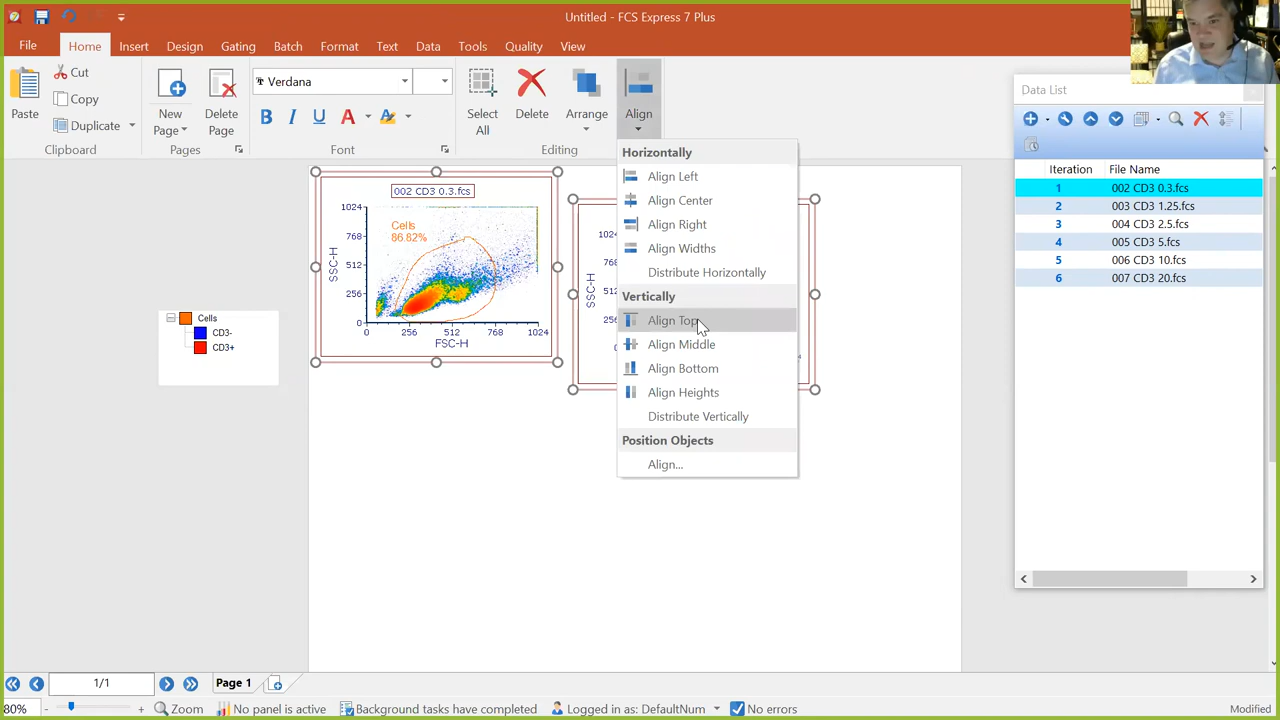 Untitled - FCS Express 7 Plus
File Home Insert Design Gating Batch Format Text Data Tools Quality View
Paste
Cut
Copy
Duplicate
Clipboard
New Page
Delete Page
Pages
Verdana
B I U A
Font
Select All
Delete
Arrange
Align
Editing
Horizontally
Align Left
Align Center
Align Right
Align Widths
Distribute Horizontally
Vertically
Align Top
Align Middle
Align Bottom
Align Heights
Distribute Vertically
Position Objects
Align...
Data List
Iteration File Name
1 002 CD3 0.3.fcs
2 003 CD3 1.25.fcs
3 004 CD3 2.5.fcs
4 005 CD3 5.fcs
5 006 CD3 10.fcs
6 007 CD3 20.fcs
002 CD3 0.3.fcs
Cells
86.82%
1024
768
512
256
0
SSC-H
0 256 512 768 1024
FSC-H
SSC-H
Cells
CD3-
CD3+
1/1
Page 1
80% - + Zoom No panel is active Background tasks have completed Logged in as: DefaultNum No errors Modified